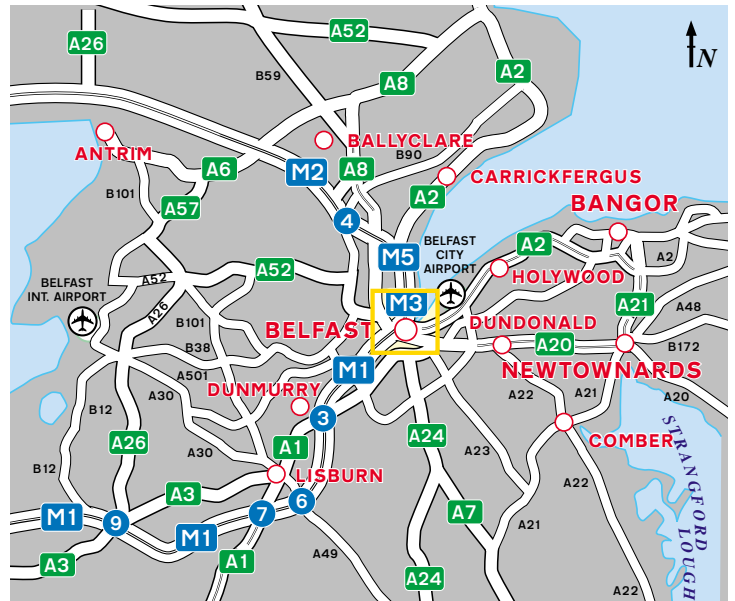 A26
A52
A2
N
B59
A8
ANTRIM
BALLYCLARE
B90
A6
M2
A8
CARRICKFERGUS
B101
A57
A2
BANGOR
4
BELFAST
CITY
AIRPORT
A2
M5
A2
A52
A52
HOLYWOOD
BELFAST
INT. AIRPORT
A26
M3
A21
A48
B101
BELFAST
DUNDONALD
B38
A20
B172
A501
M1
NEWTOWNARDS
A30
DUNMURRY
A22
A21
A20
B12
3
A26
A1
A24
COMBER
A30
A23
B12
LISBURN
A3
6
A22
STRANGFORD
LOUGH
M1
9
M1
7
A7
A21
A49
A3
A1
A24
A22